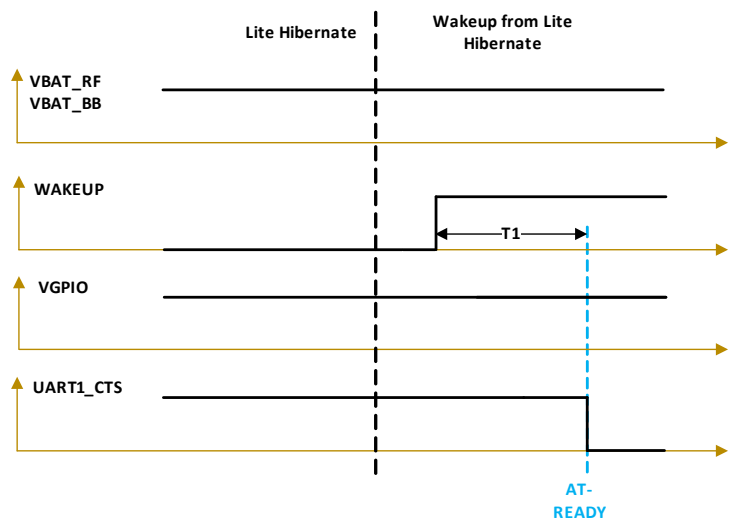 Lite Hibernate
Wakeup from Lite
Hibernate
VBAT_RF
VBAT_BB
WAKEUP
T1
VGPIO
UART1_CTS
AT-
READY